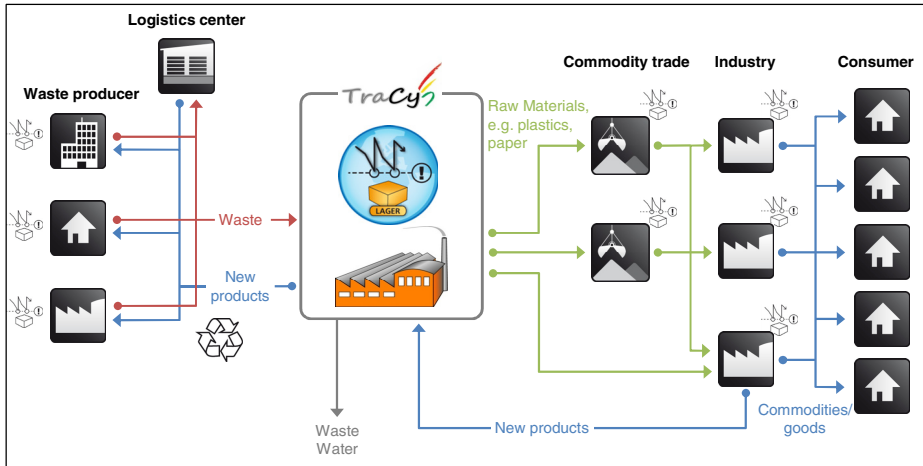 Logistics center
Waste producer
TraCy
Commodity trade
Industry
Consumer
Raw Materials,
e.g. plastics,
paper
LAGER
Waste
New
products
Waste
Water
New products
Commodities/
goods